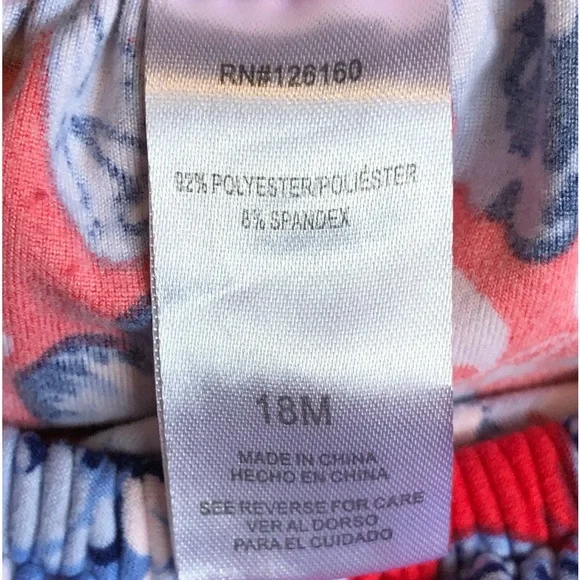 RN#126160
92% POLYESTER/POLIÉSTER
8% SPANDEX
18M
MADE IN CHINA
HECHO EN CHINA
SEE REVERSE FOR CARE
VER AL DORSO
PARA EL CUIDADO